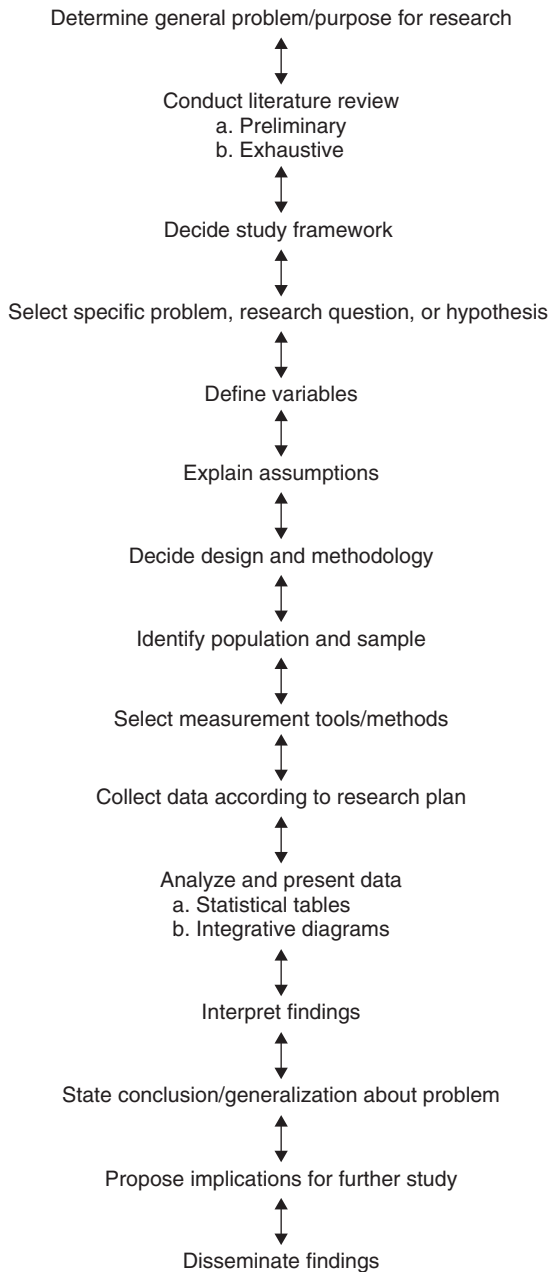 Determine general problem/purpose for research
Conduct literature review
a. Preliminary
b. Exhaustive
Decide study framework
Select specific problem, research question, or hypothesis
Define variables
Explain assumptions
Decide design and methodology
Identify population and sample
Select measurement tools/methods
Collect data according to research plan
Analyze and present data
a. Statistical tables
b. Integrative diagrams
Interpret findings
State conclusion/generalization about problem
Propose implications for further study
Disseminate findings